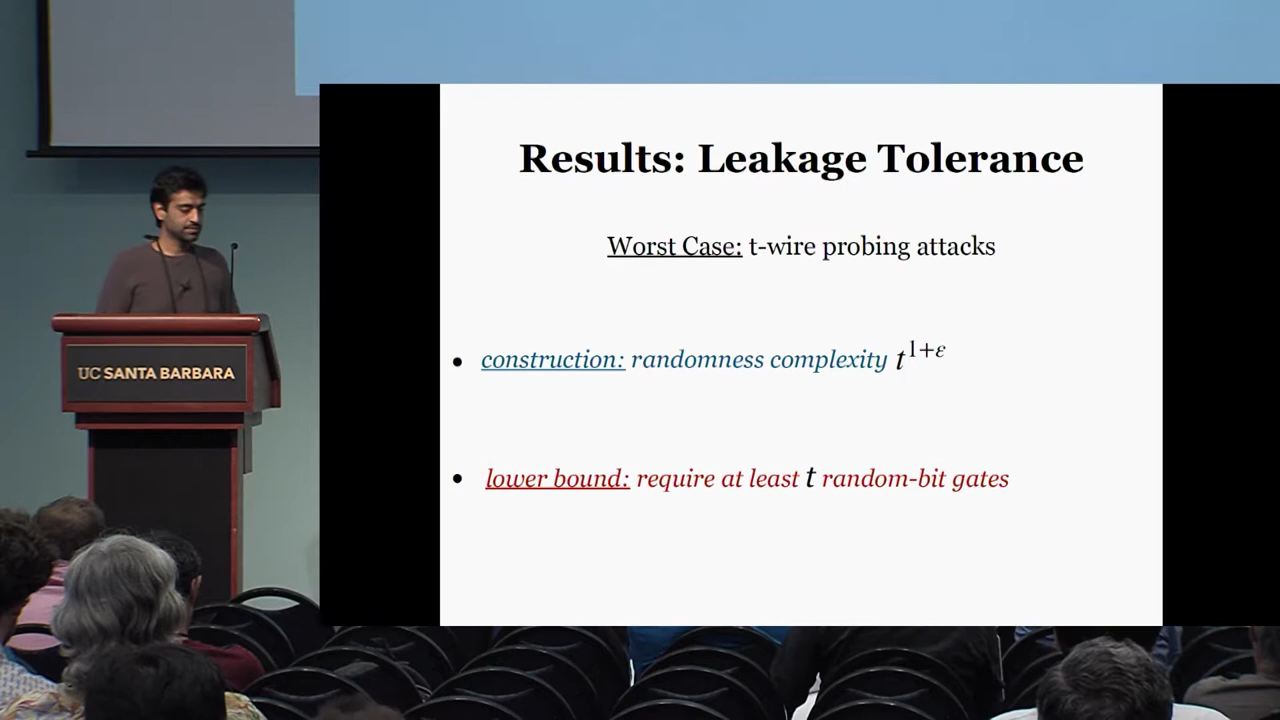 Results: Leakage Tolerance
Worst Case: t-wire probing attacks
• construction: randomness complexity t^{1+ε}
• lower bound: require at least t random-bit gates
UC SANTA BARBARA